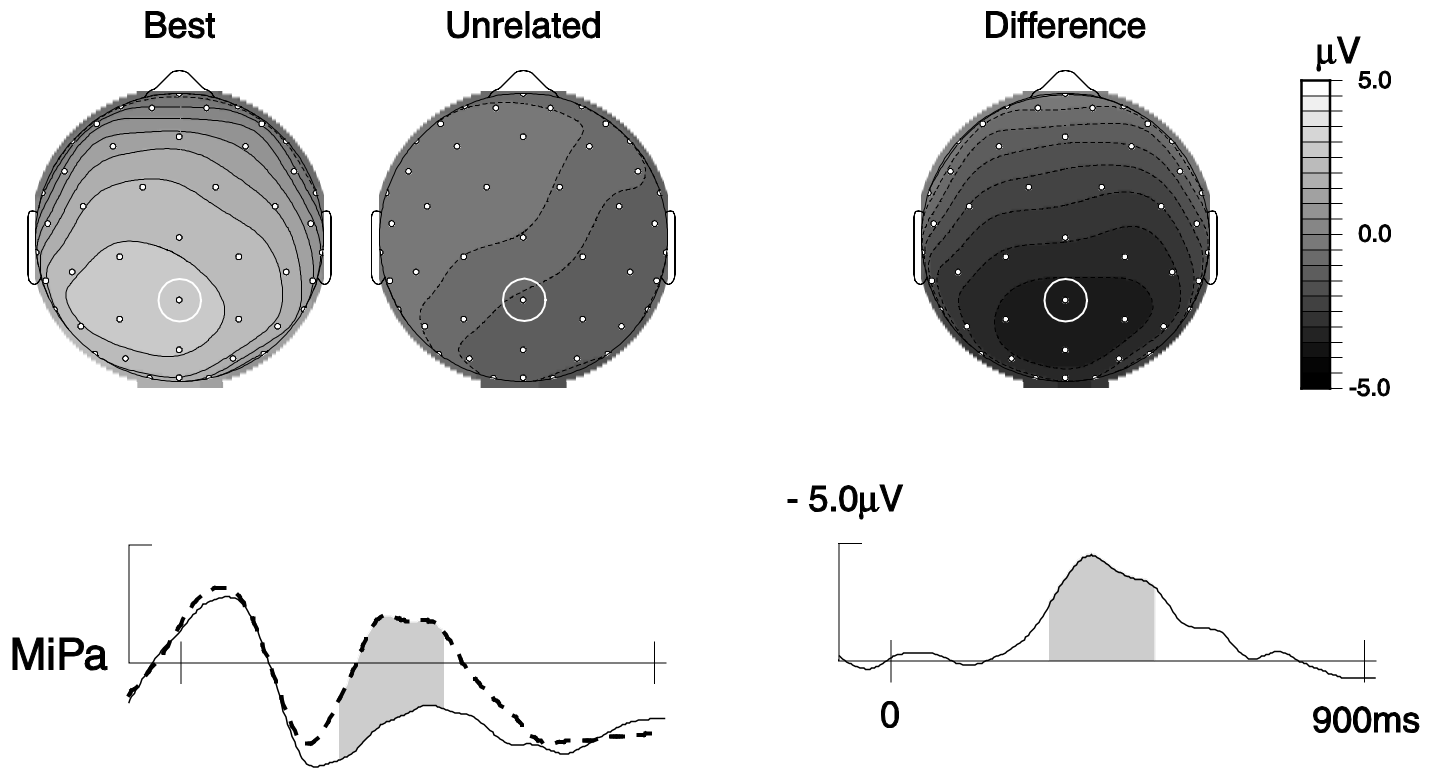 Best
Unrelated
Difference
μV
5.0
0.0
-5.0
- 5.0μV
MiPa
0
900ms